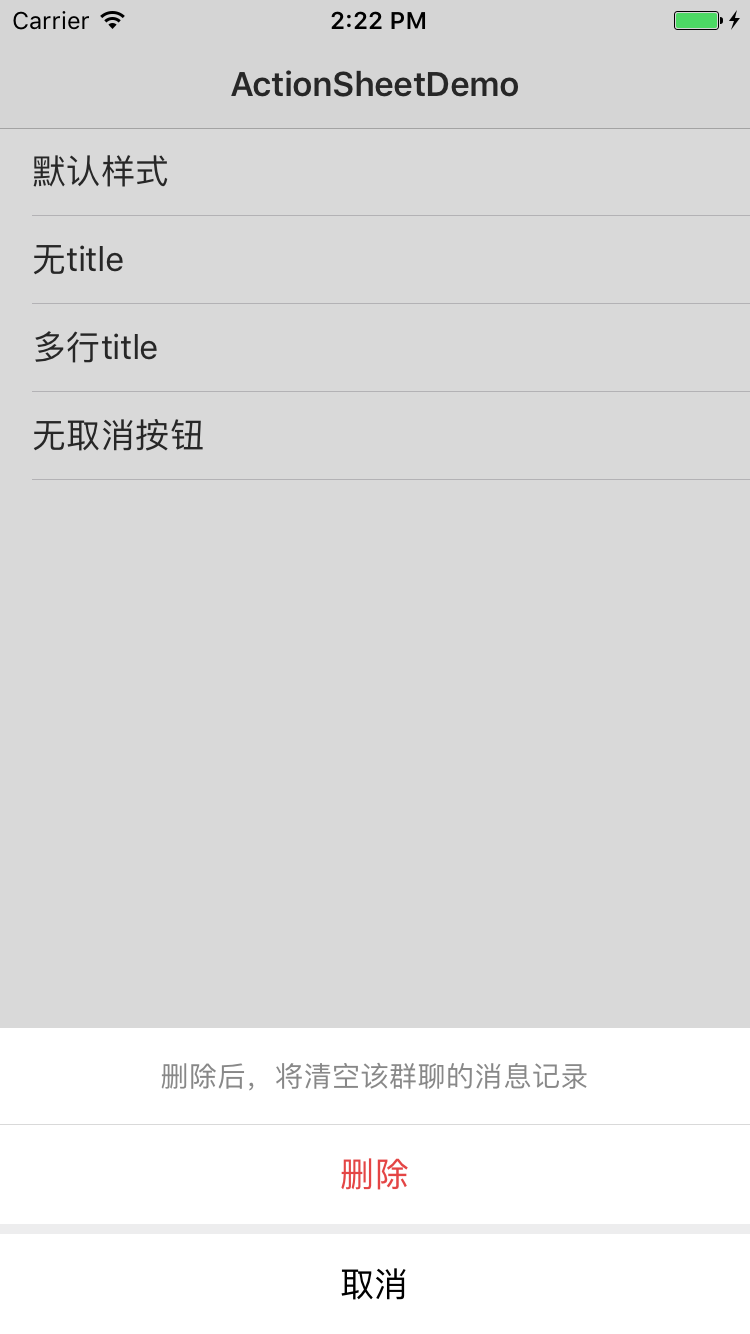 Carrier 2:22 PM
ActionSheetDemo
默认样式
无title
多行title
无取消按钮
删除后，将清空该群聊的消息记录
删除
取消